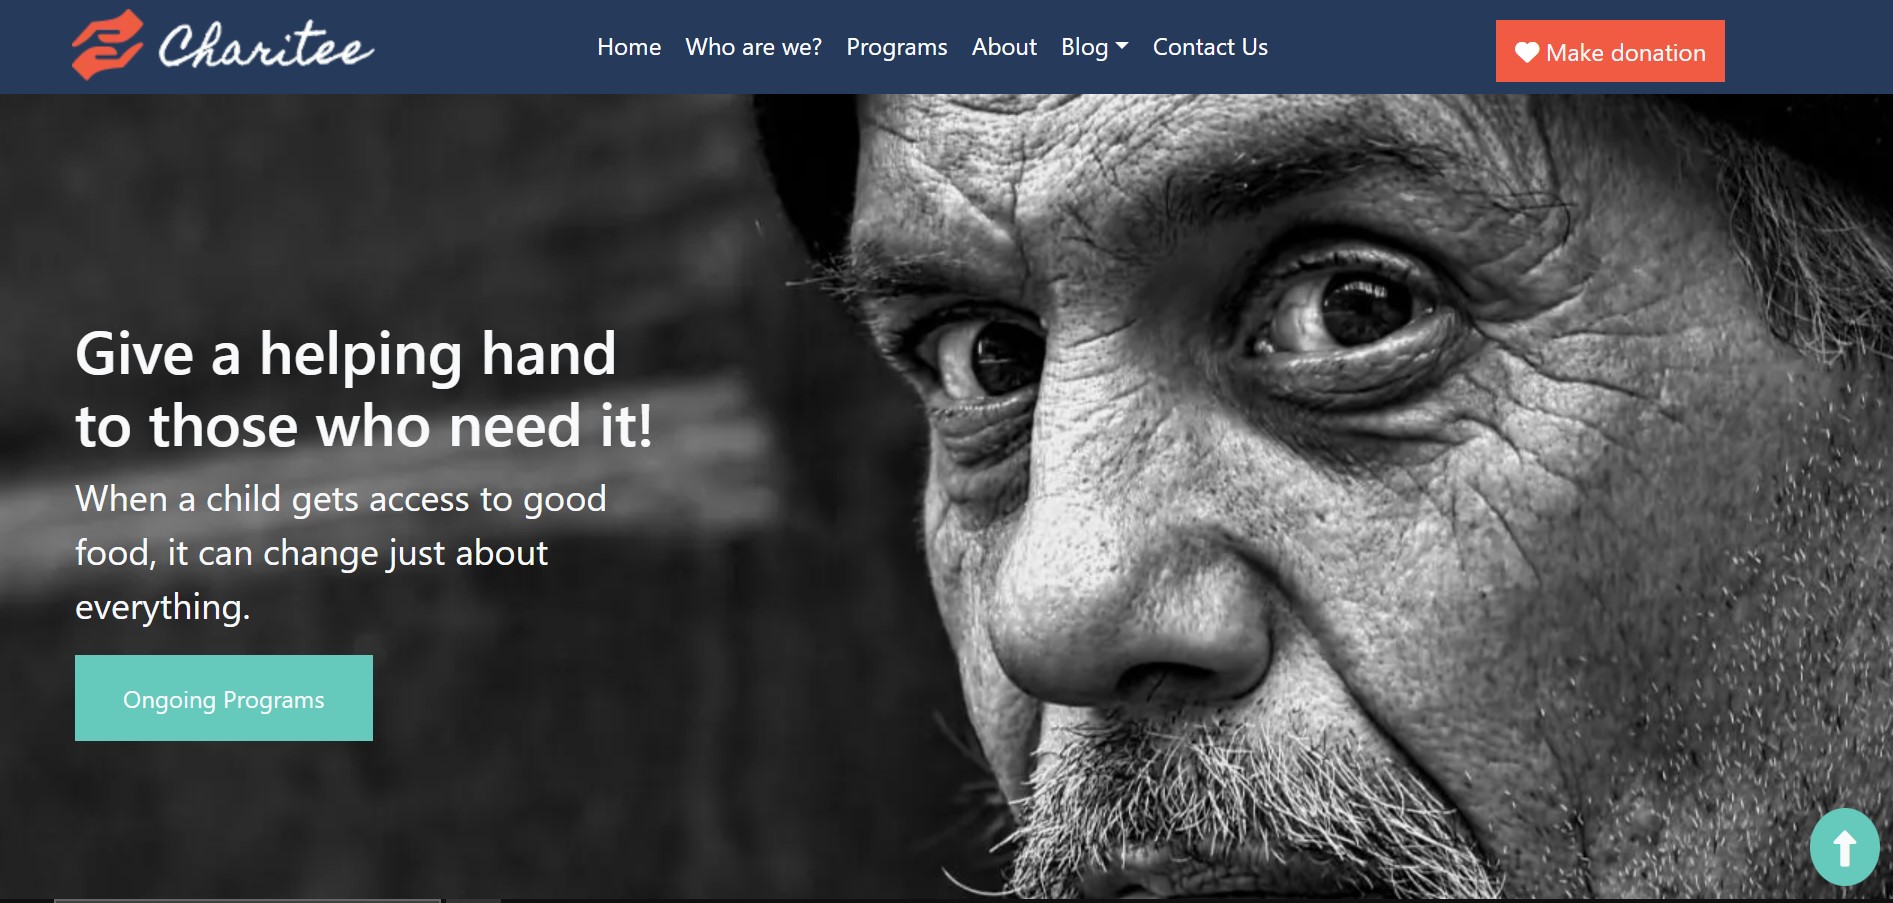 Charitee
Home Who are we? Programs About Blog Contact Us
Make donation
Give a helping hand
to those who need it!
When a child gets access to good
food, it can change just about
everything.
Ongoing Programs